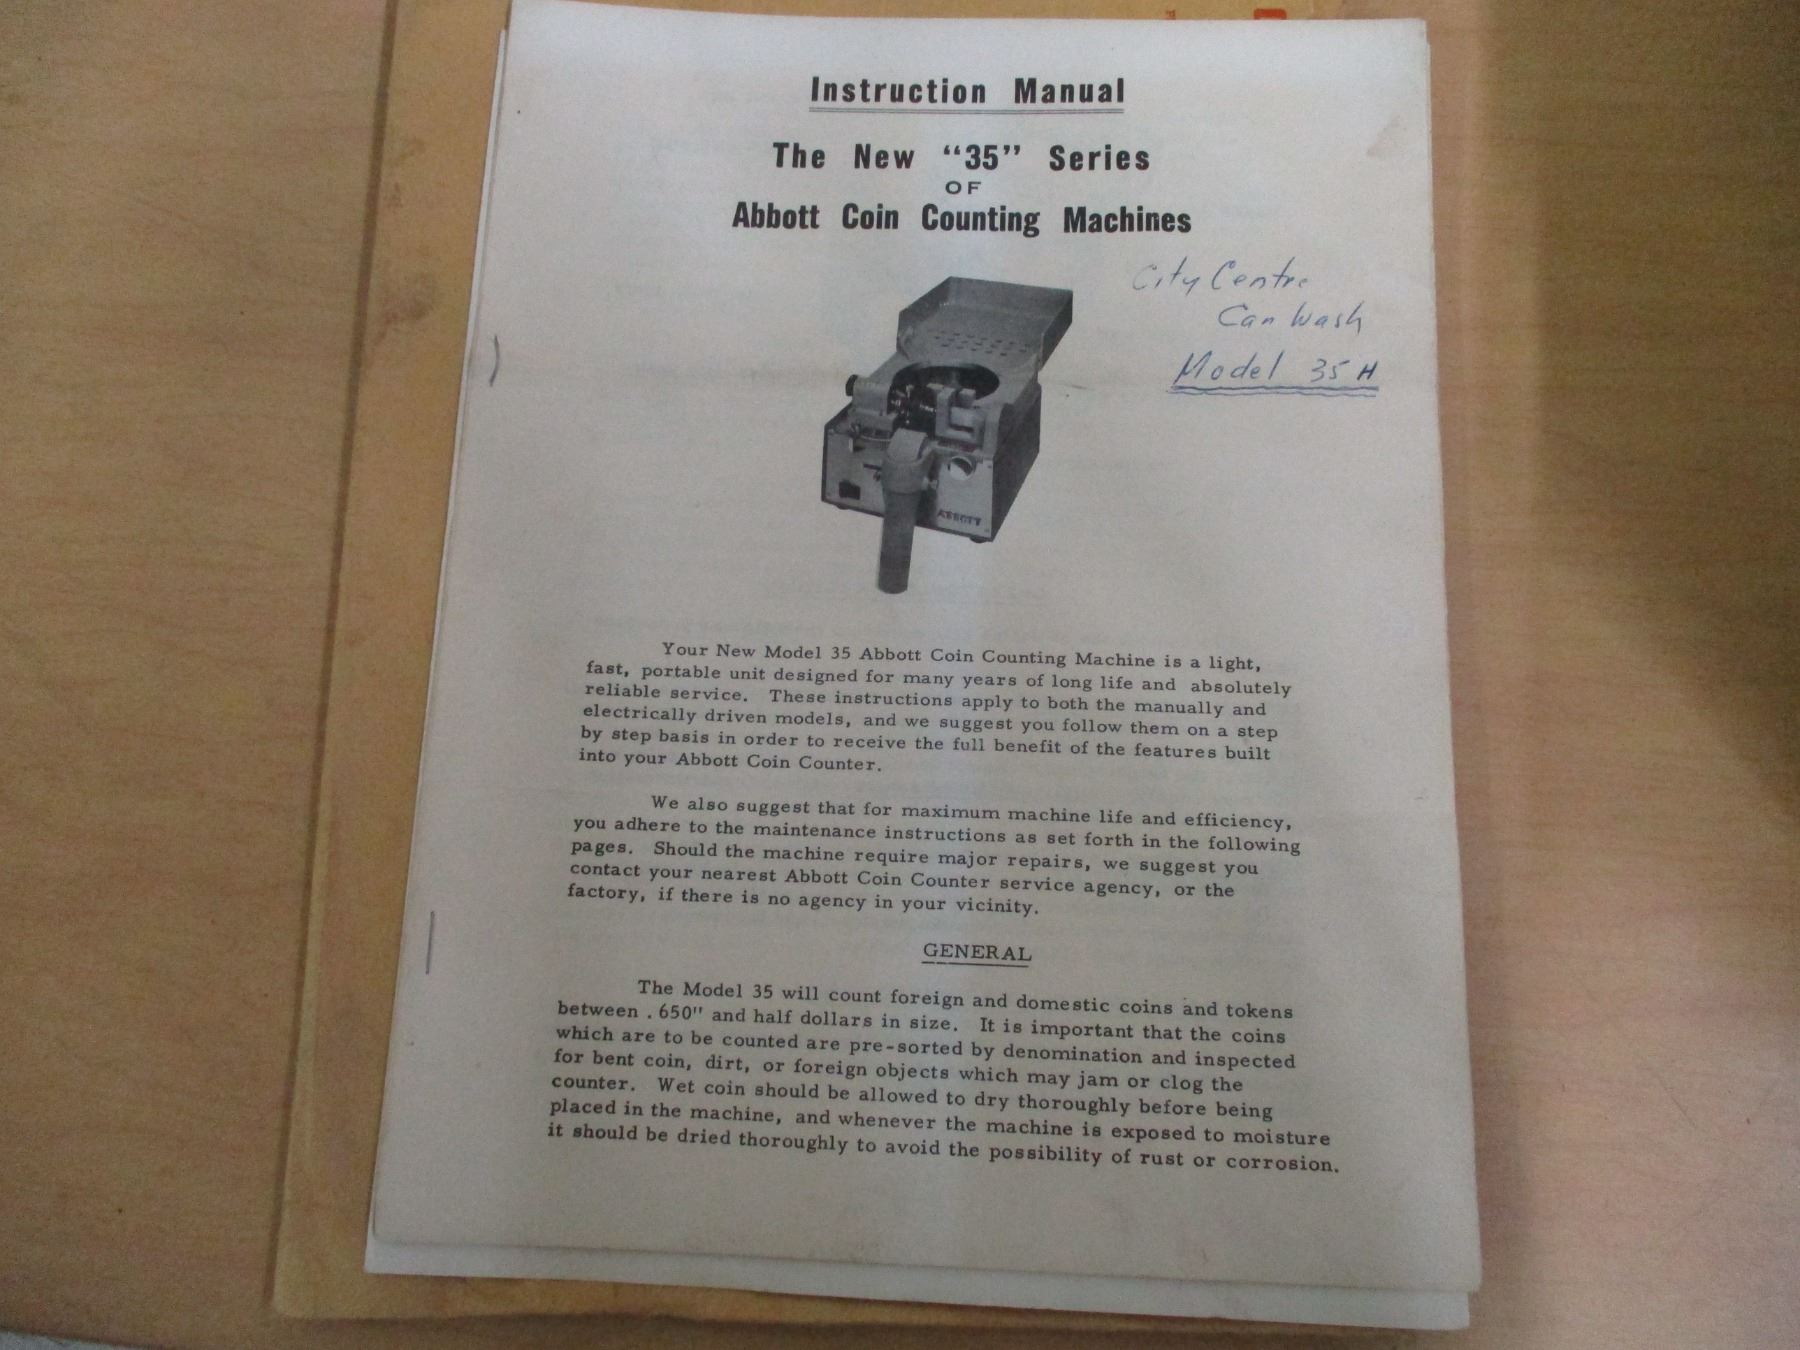 Instruction Manual
The New “35” Series
OF
Abbott Coin Counting Machines
City Centre
Car Wash
Model 35 H
ABBOTT
Your New Model 35 Abbott Coin Counting Machine is a light,
fast, portable unit designed for many years of long life and absolutely
reliable service. These instructions apply to both the manually and
electrically driven models, and we suggest you follow them on a step
by step basis in order to receive the full benefit of the features built
into your Abbott Coin Counter.
We also suggest that for maximum machine life and efficiency,
you adhere to the maintenance instructions as set forth in the following
pages. Should the machine require major repairs, we suggest you
contact your nearest Abbott Coin Counter service agency, or the
factory, if there is no agency in your vicinity.
GENERAL
The Model 35 will count foreign and domestic coins and tokens
between .650" and half dollars in size. It is important that the coins
which are to be counted are pre-sorted by denomination and inspected
for bent coin, dirt, or foreign objects which may jam or clog the
counter. Wet coin should be allowed to dry thoroughly before being
placed in the machine, and whenever the machine is exposed to moisture
it should be dried thoroughly to avoid the possibility of rust or corrosion.